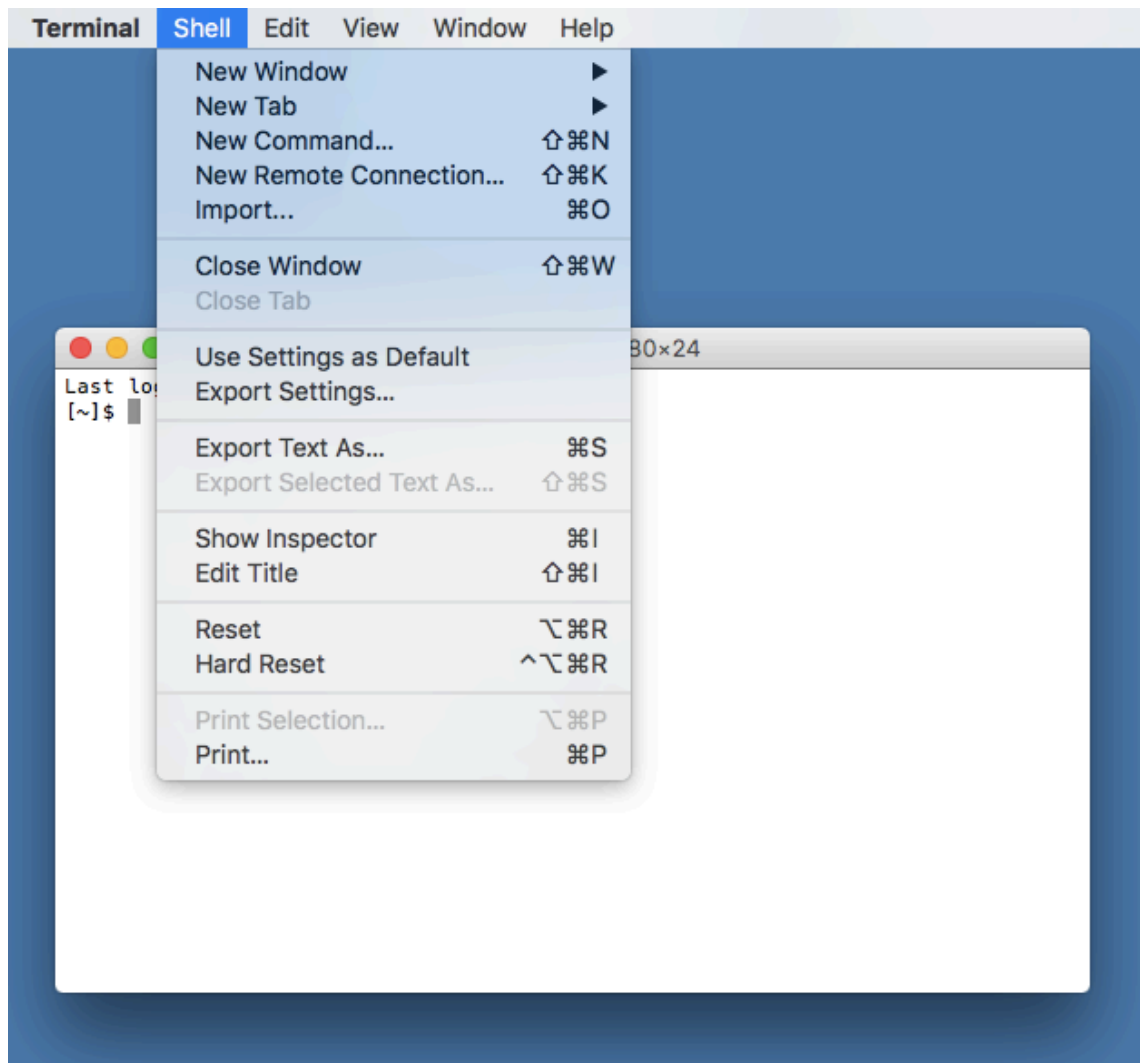 Terminal Shell Edit View Window Help
New Window ▶
New Tab ▶
New Command... ⇧⌘N
New Remote Connection... ⇧⌘K
Import... ⌘O
Close Window ⇧⌘W
Close Tab
80×24
Use Settings as Default
Last
Export Settings...
[~]$
Export Text As... ⌘S
Export Selected Text As... ⇧⌘S
Show Inspector ⌘I
Edit Title ⇧⌘I
Reset ⌥⌘R
Hard Reset ^⌥⌘R
Print Selection... ⌥⌘P
Print... ⌘P